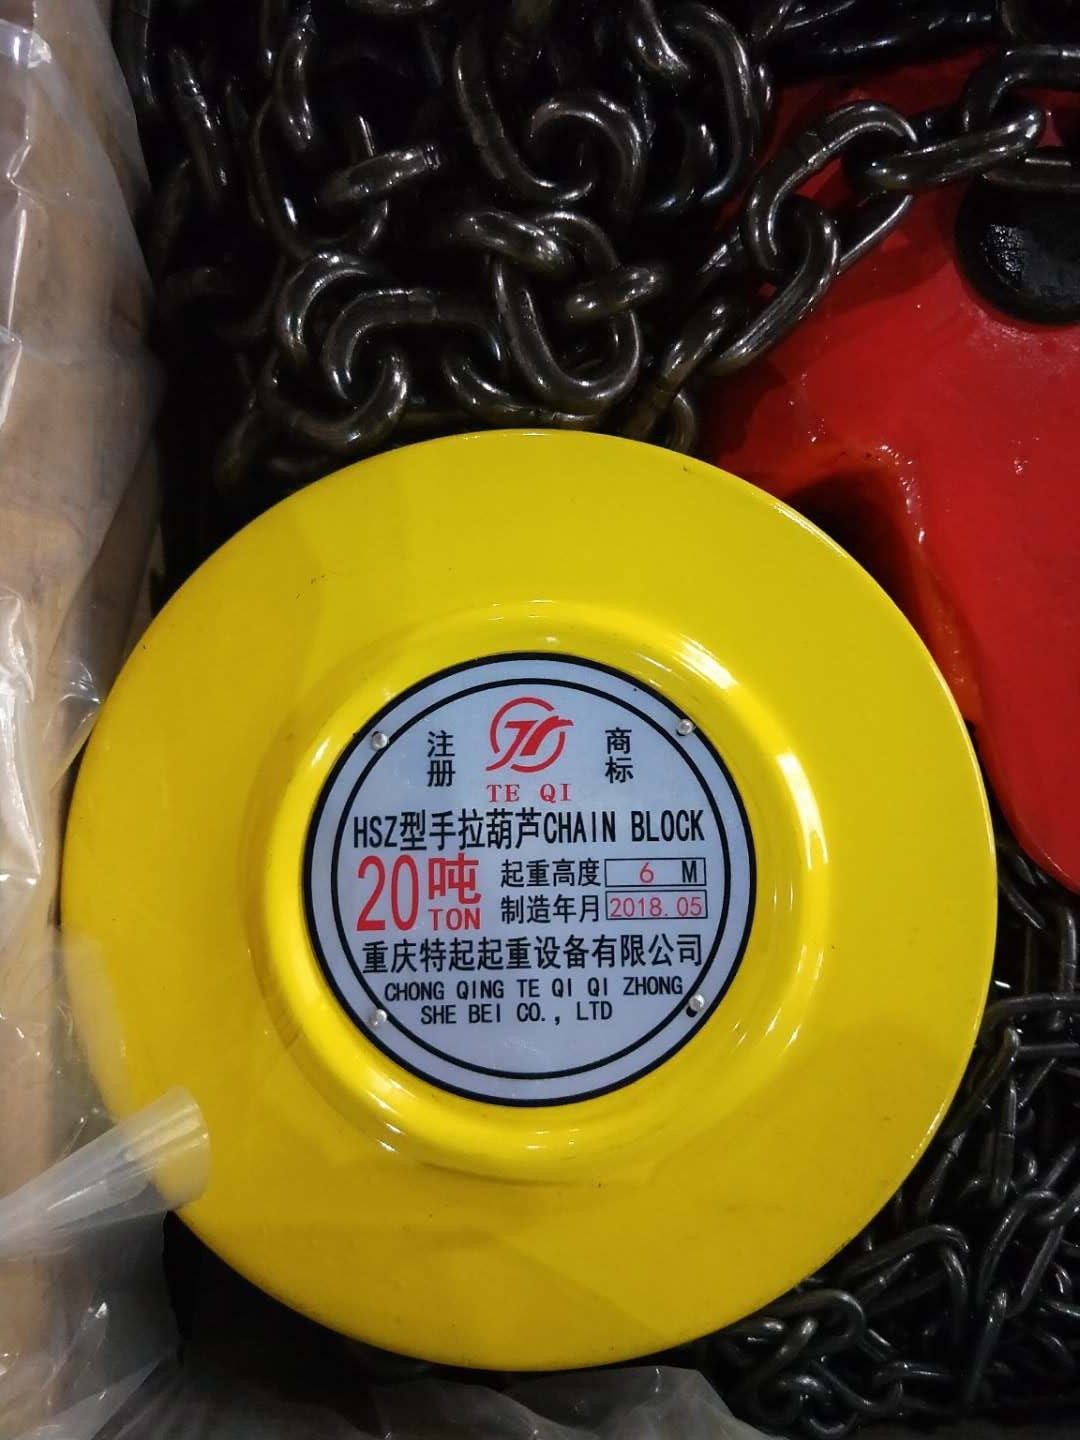 注册 商标
TE QI
HSZ型手拉葫芦CHAIN BLOCK
20吨 TON
起重高度 6 M
制造年月 2018.05
重庆特起起重设备有限公司
CHONG QING TE QI QI ZHONG
SHE BEI CO., LTD